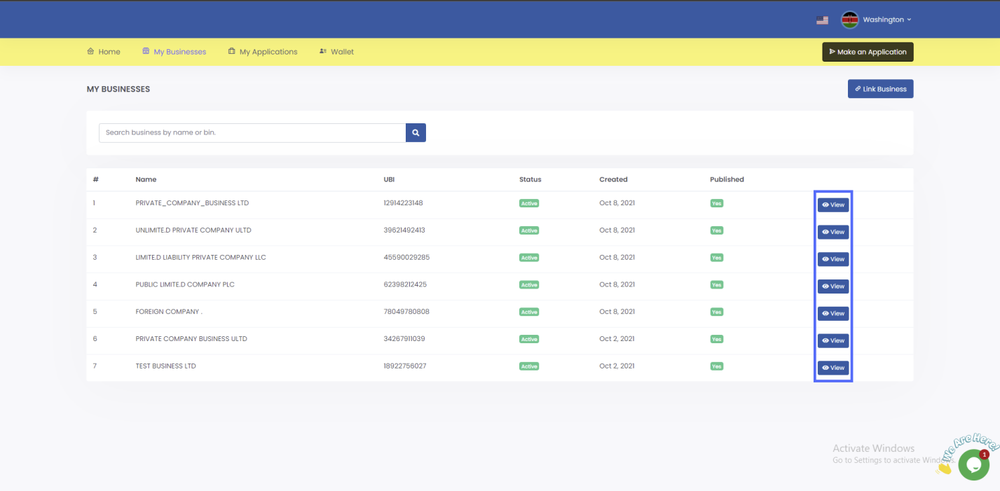 Washington
Home My Businesses My Applications Wallet Make an Application
MY BUSINESSES Link Business
Search business by name or bin.
# Name UBI Status Created Published
1 PRIVATE_COMPANY_BUSINESS LTD 12914223148 Active Oct 8, 2021 Yes View
2 UNLIMITE.D PRIVATE COMPANY ULTD 39621492413 Active Oct 8, 2021 Yes View
3 LIMITE.D LIABILITY PRIVATE COMPANY LLC 45590029285 Active Oct 8, 2021 Yes View
4 PUBLIC LIMITE.D COMPANY PLC 62398212425 Active Oct 8, 2021 Yes View
5 FOREIGN COMPANY . 78049780808 Active Oct 8, 2021 Yes View
6 PRIVATE COMPANY BUSINESS ULTD 34267911039 Active Oct 2, 2021 Yes View
7 TEST BUSINESS LTD 18922756027 Active Oct 2, 2021 Yes View
We Are Here!
1
Activate Windows
Go to Settings to activate Windows.